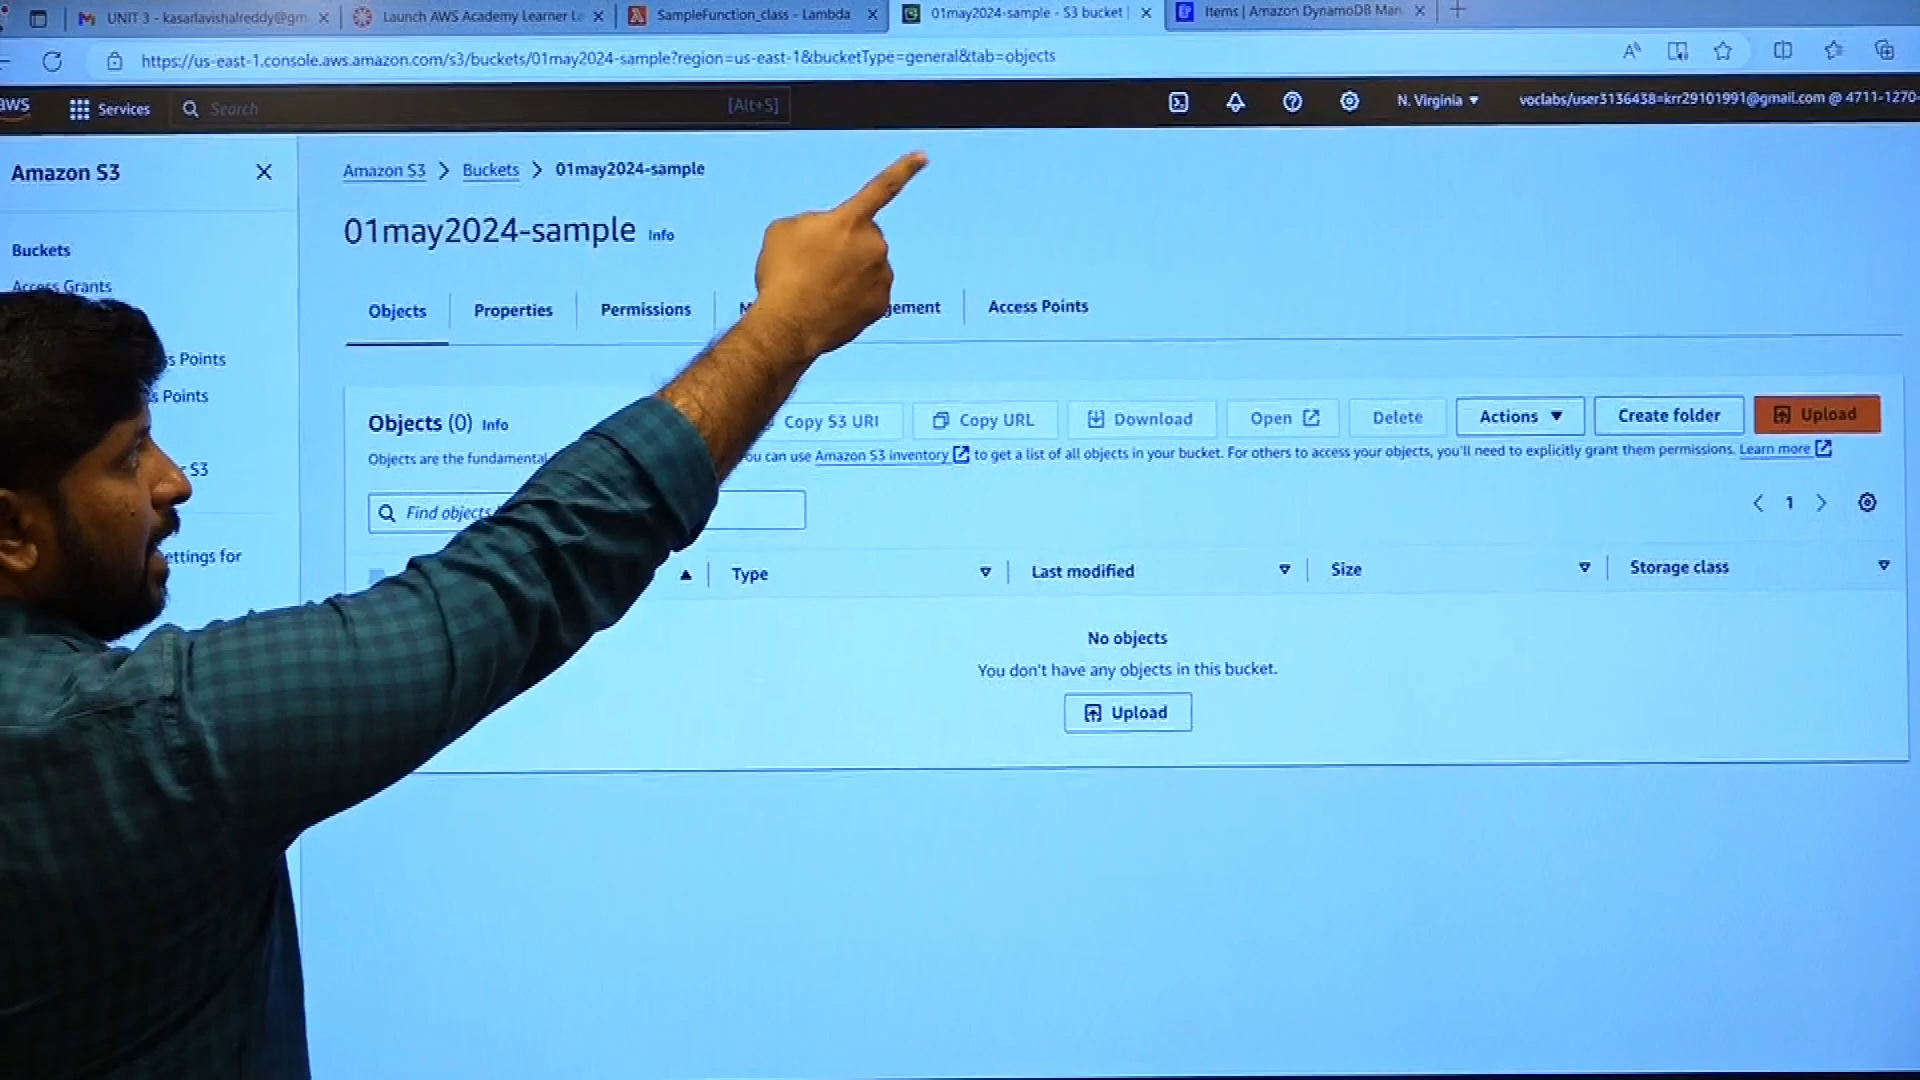 UNIT 3 - kasarlavishalreddy@gm
Launch AWS Academy Learner La
SampleFunction_class - Lambda
01may2024-sample - S3 bucket |
Items | Amazon DynamoDB Man
https://us-east-1.console.aws.amazon.com/s3/buckets/01may2024-sample?region=us-east-1&bucketType=general&tab=objects
aws
Services
Search
[Alt+S]
N. Virginia
voclabs/user3136438=krr29101991@gmail.com @ 4711-1270-
Amazon S3
Amazon S3 > Buckets > 01may2024-sample
01may2024-sample Info
Buckets
Access Grants
s Points
s Points
S3
ettings for
Objects
Properties
Permissions
M
gement
Access Points
Objects (0) Info
Copy S3 URI
Copy URL
Download
Open
Delete
Actions
Create folder
Upload
Objects are the fundamental
ou can use Amazon S3 inventory to get a list of all objects in your bucket. For others to access your objects, you'll need to explicitly grant them permissions. Learn more
Find objects
1
Type
Last modified
Size
Storage class
No objects
You don't have any objects in this bucket.
Upload